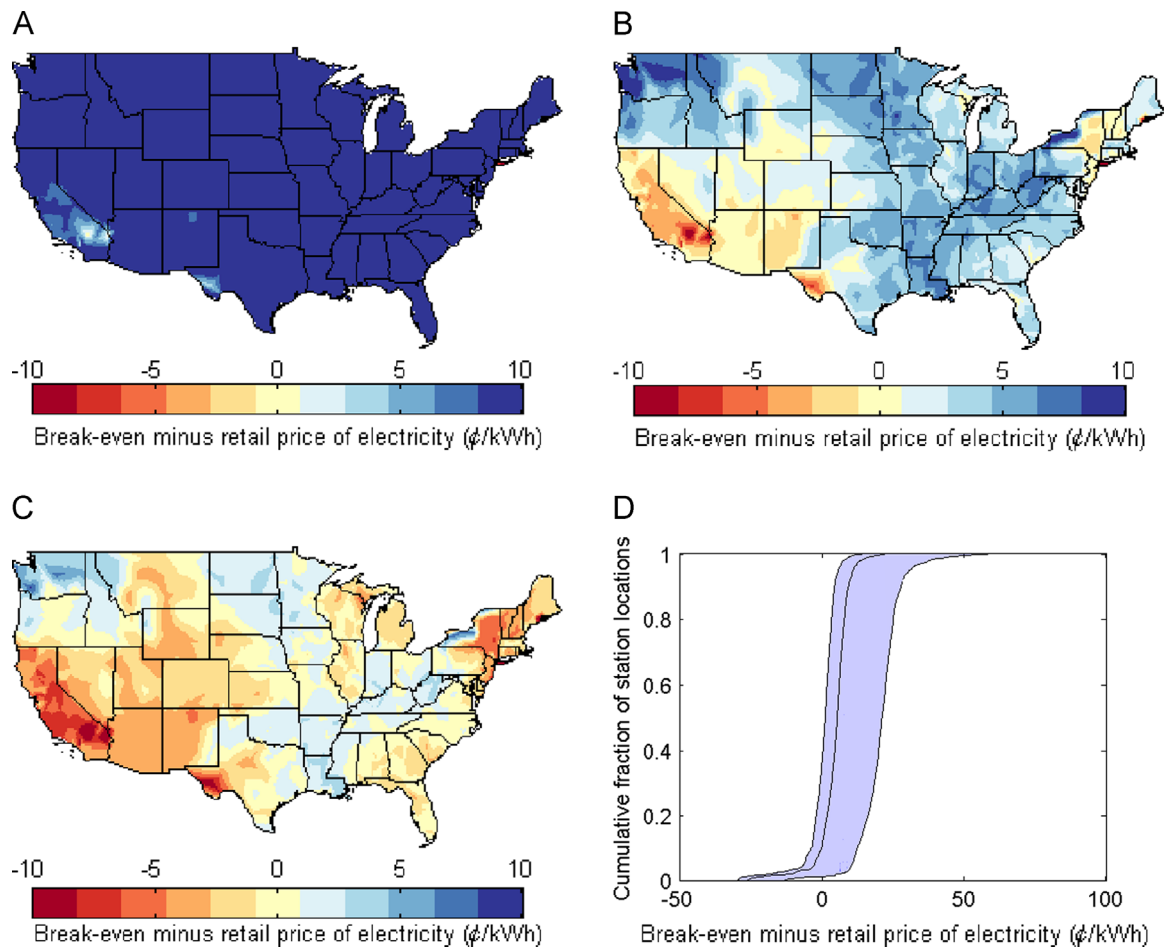 A
-10 -5 0 5 10
Break-even minus retail price of electricity (¢/kWh)
B
-10 -5 0 5 10
Break-even minus retail price of electricity (¢/kWh)
C
-10 -5 0 5 10
Break-even minus retail price of electricity (¢/kWh)
D
Cumulative fraction of station locations
1
0.8
0.6
0.4
0.2
0
-50 0 50 100
Break-even minus retail price of electricity (¢/kWh)